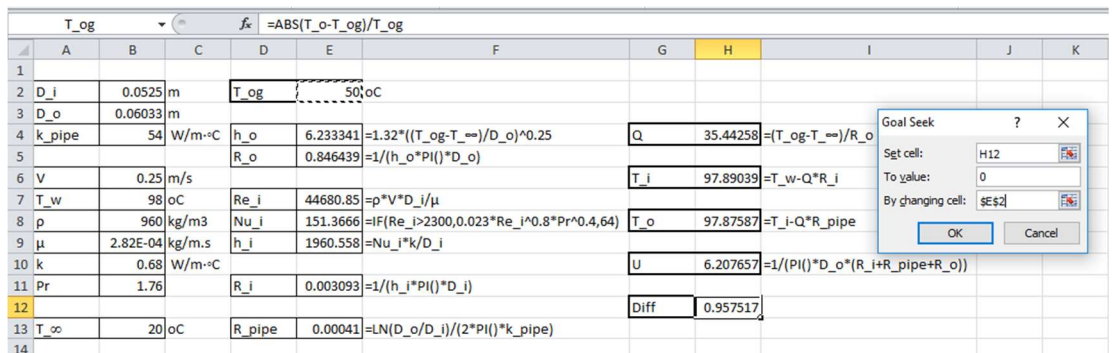 T_og fx =ABS(T_o-T_og)/T_og
A B C D E F G H I J K
1
2 D_i 0.0525 m T_og 50 oC
3 D_o 0.06033 m
4 k_pipe 54 W/m·◦C h_o 6.233341 =1.32*((T_og-T_∞)/D_o)^0.25 Q 35.44258 =(T_og-T_∞)/R_o
5 R_o 0.846439 =1/(h_o*PI()*D_o)
6 V 0.25 m/s T_i 97.89039 =T_w-Q*R_i
7 T_w 98 oC Re_i 44680.85 =ρ*V*D_i/μ
8 ρ 960 kg/m3 Nu_i 151.3666 =IF(Re_i>2300,0.023*Re_i^0.8*Pr^0.4,64) T_o 97.87587 =T_i-Q*R_pipe
9 μ 2.82E-04 kg/m.s h_i 1960.558 =Nu_i*k/D_i
10 k 0.68 W/m·◦C U 6.207657 =1/(PI()*D_o*(R_i+R_pipe+R_o))
11 Pr 1.76 R_i 0.003093 =1/(h_i*PI()*D_i)
12 Diff 0.957517
13 T_∞ 20 oC R_pipe 0.00041 =LN(D_o/D_i)/(2*PI()*k_pipe)
14
Goal Seek ? ×
Set cell: H12
To value: 0
By changing cell: $E$2
OK Cancel